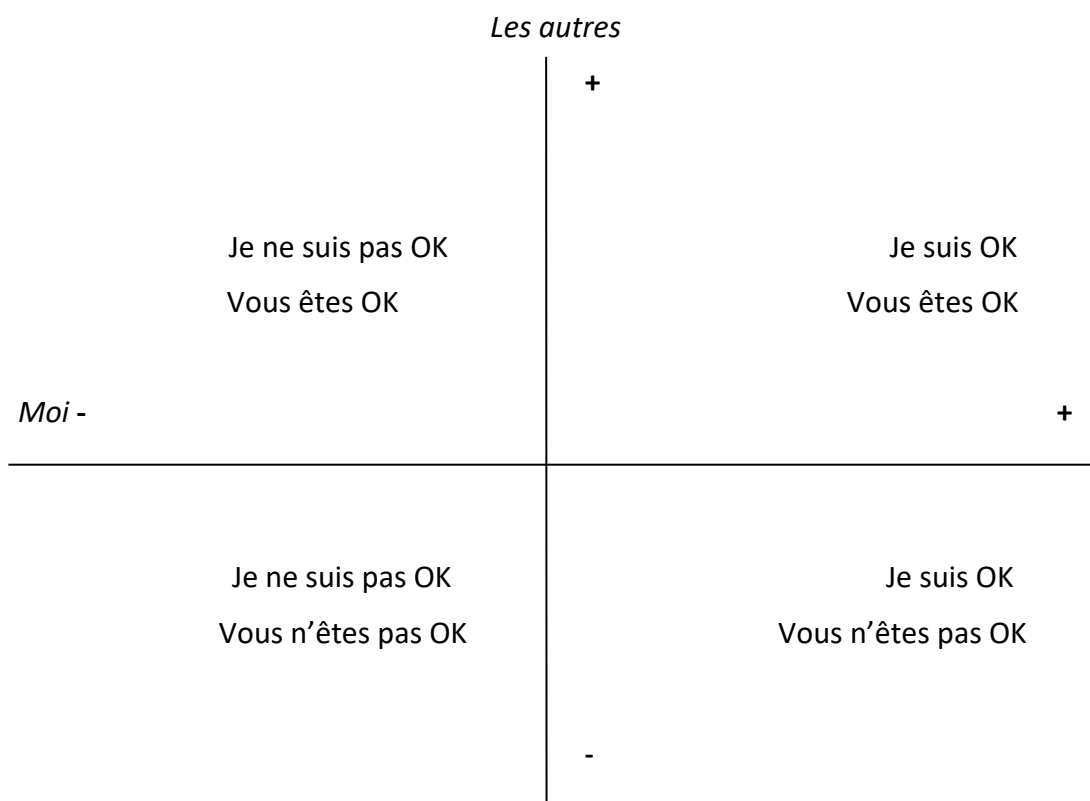 Les autres
+
Je ne suis pas OK
Vous êtes OK
Je suis OK
Vous êtes OK
Moi -
+
Je ne suis pas OK
Vous n’êtes pas OK
Je suis OK
Vous n’êtes pas OK
-